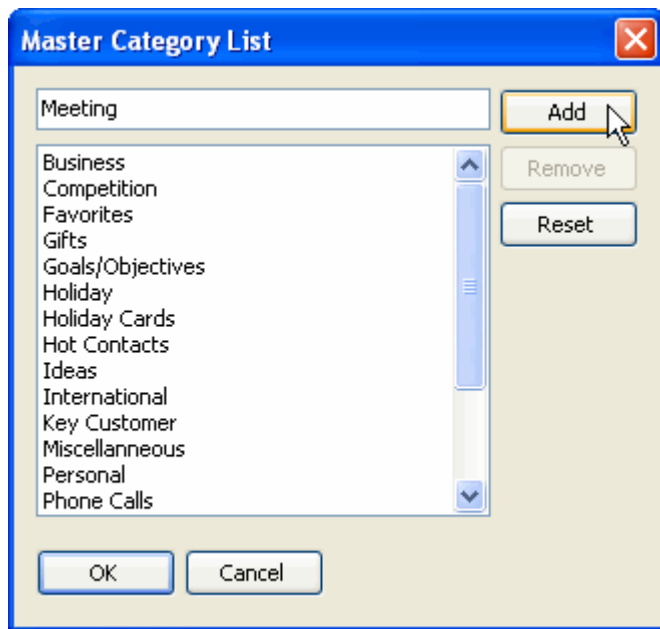 Master Category List
Meeting
Add
Business
Competition
Favorites
Gifts
Goals/Objectives
Holiday
Holiday Cards
Hot Contacts
Ideas
International
Key Customer
Miscellanneous
Personal
Phone Calls
Remove
Reset
OK
Cancel